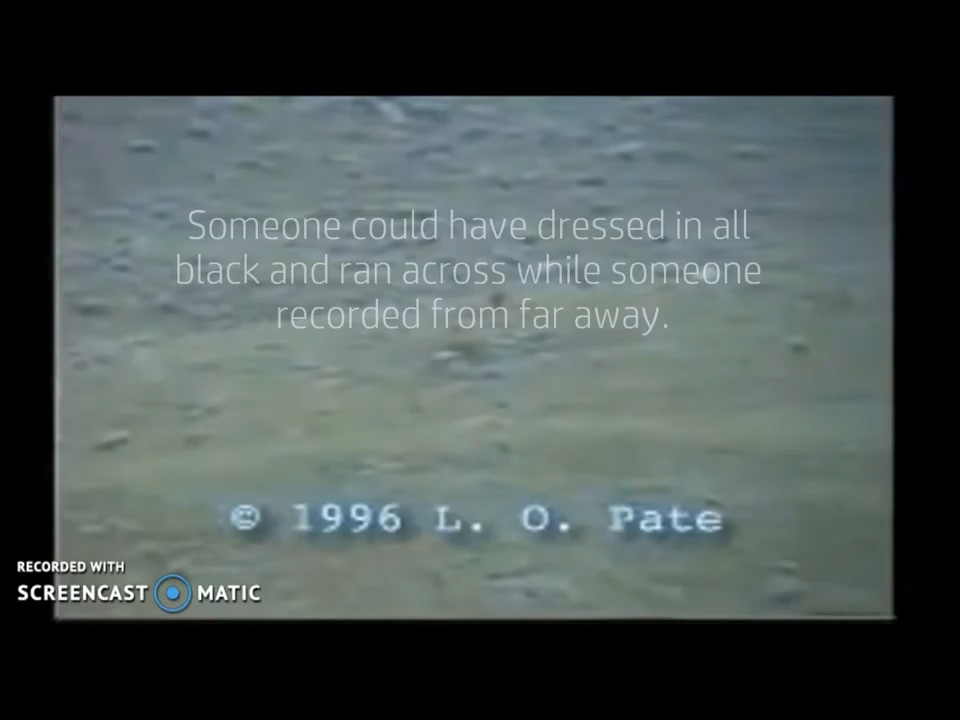 Someone could have dressed in all
black and ran across while someone
recorded from far away.
© 1996 L. O. Pate
RECORDED WITH
SCREENCAST MATIC